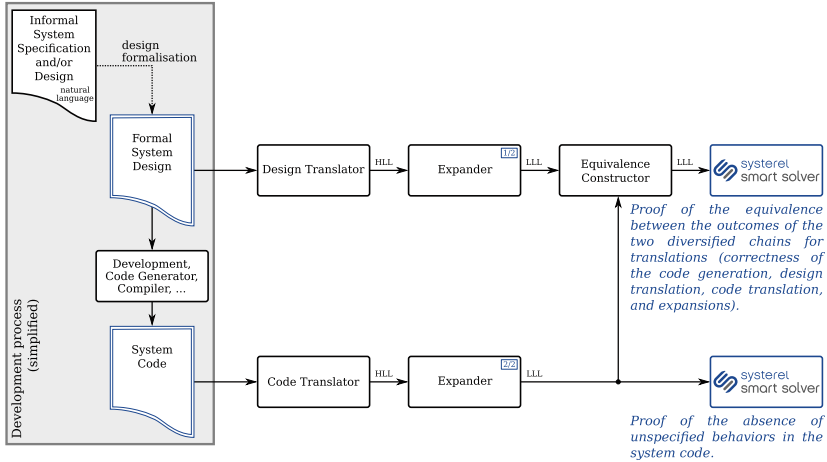 Informal
System
Specification
and/or
Design
natural
language
design
formalisation
Formal
System
Design
Design Translator
HLL
Expander
1/2
LLL
Equivalence
Constructor
LLL
systerel
smart solver
Proof of the equivalence
between the outcomes of the
two diversified chains for
translations (correctness of
the code generation, design
translation, code translation,
and expansions).
Development,
Code Generator,
Compiler, ...
Development process
(simplified)
System
Code
Code Translator
HLL
Expander
2/2
LLL
systerel
smart solver
Proof of the absence of
unspecified behaviors in the
system code.